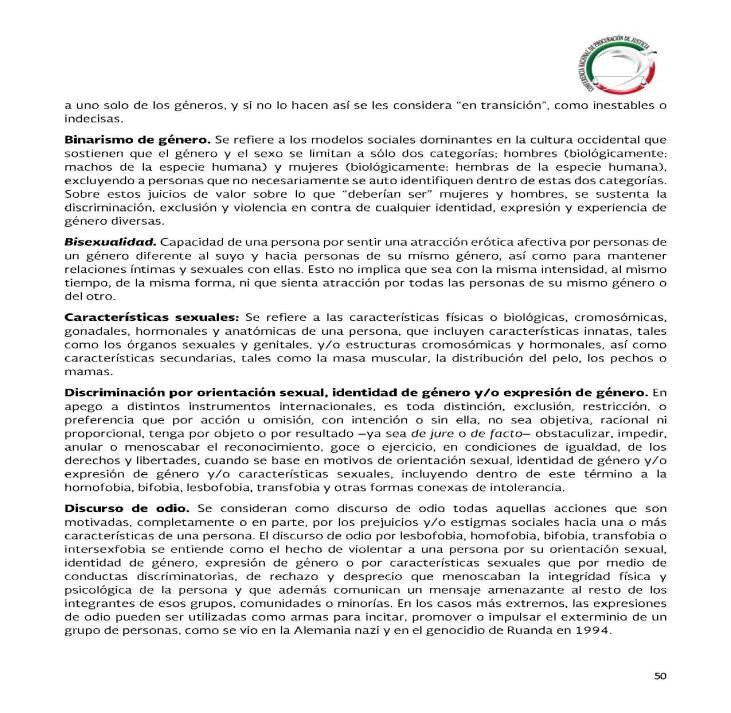 CONFERENCIA NACIONAL DE PROCURACIÓN DE JUSTICIA
a uno solo de los géneros, y si no lo hacen así se les considera “en transición”, como inestables o
indecisas.
Binarismo de género. Se refiere a los modelos sociales dominantes en la cultura occidental que
sostienen que el género y el sexo se limitan a sólo dos categorías; hombres (biológicamente:
machos de la especie humana) y mujeres (biológicamente: hembras de la especie humana),
excluyendo a personas que no necesariamente se auto identifiquen dentro de estas dos categorías.
Sobre estos juicios de valor sobre lo que “deberían ser” mujeres y hombres, se sustenta la
discriminación, exclusión y violencia en contra de cualquier identidad, expresión y experiencia de
género diversas.
Bisexualidad. Capacidad de una persona por sentir una atracción erótica afectiva por personas de
un género diferente al suyo y hacia personas de su mismo género, así como para mantener
relaciones íntimas y sexuales con ellas. Esto no implica que sea con la misma intensidad, al mismo
tiempo, de la misma forma, ni que sienta atracción por todas las personas de su mismo género o
del otro.
Características sexuales: Se refiere a las características físicas o biológicas, cromosómicas,
gonadales, hormonales y anatómicas de una persona, que incluyen características innatas, tales
como los órganos sexuales y genitales, y/o estructuras cromosómicas y hormonales, así como
características secundarias, tales como la masa muscular, la distribución del pelo, los pechos o
mamas.
Discriminación por orientación sexual, identidad de género y/o expresión de género. En
apego a distintos instrumentos internacionales, es toda distinción, exclusión, restricción, o
preferencia que por acción u omisión, con intención o sin ella, no sea objetiva, racional ni
proporcional, tenga por objeto o por resultado –ya sea de jure o de facto– obstaculizar, impedir,
anular o menoscabar el reconocimiento, goce o ejercicio, en condiciones de igualdad, de los
derechos y libertades, cuando se base en motivos de orientación sexual, identidad de género y/o
expresión de género y/o características sexuales, incluyendo dentro de este término a la
homofobia, bifobia, lesbofobia, transfobia y otras formas conexas de intolerancia.
Discurso de odio. Se consideran como discurso de odio todas aquellas acciones que son
motivadas, completamente o en parte, por los prejuicios y/o estigmas sociales hacia una o más
características de una persona. El discurso de odio por lesbofobia, homofobia, bifobia, transfobia o
intersexfobia se entiende como el hecho de violentar a una persona por su orientación sexual,
identidad de género, expresión de género o por características sexuales que por medio de
conductas discriminatorias, de rechazo y desprecio que menoscaban la integridad física y
psicológica de la persona y que además comunican un mensaje amenazante al resto de los
integrantes de esos grupos, comunidades o minorías. En los casos más extremos, las expresiones
de odio pueden ser utilizadas como armas para incitar, promover o impulsar el exterminio de un
grupo de personas, como se vio en la Alemania nazi y en el genocidio de Ruanda en 1994.
50